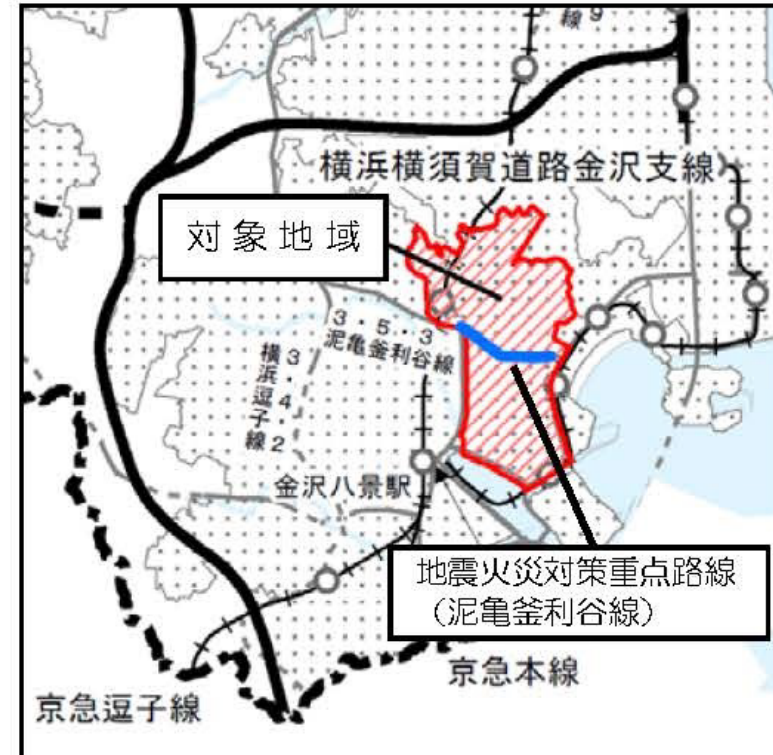 線
9
横浜横須賀道路金沢支線
対象地域
3・5・3
泥亀釜利谷線
3・4・2
横浜逗子線
金沢八景駅
地震火災対策重点路線
(泥亀釜利谷線)
京急本線
京急逗子線